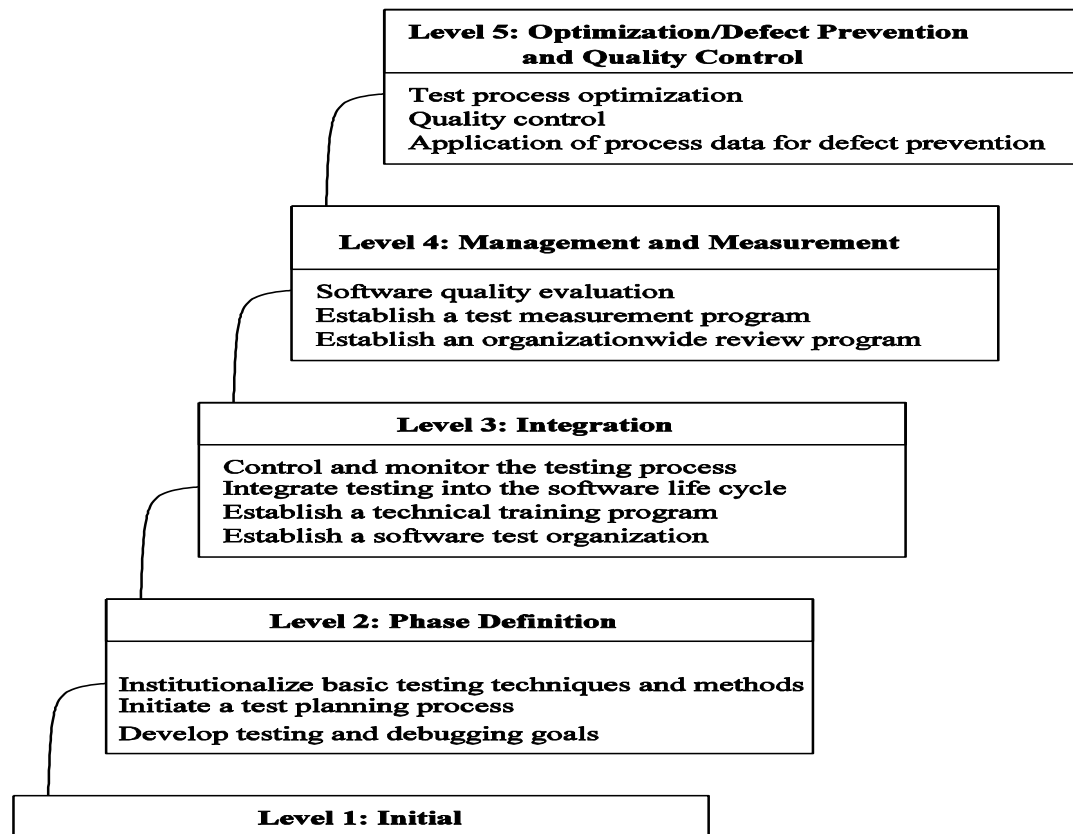 Level 5: Optimization/Defect Prevention
and Quality Control
Test process optimization
Quality control
Application of process data for defect prevention
Level 4: Management and Measurement
Software quality evaluation
Establish a test measurement program
Establish an organizationwide review program
Level 3: Integration
Control and monitor the testing process
Integrate testing into the software life cycle
Establish a technical training program
Establish a software test organization
Level 2: Phase Definition
Institutionalize basic testing techniques and methods
Initiate a test planning process
Develop testing and debugging goals
Level 1: Initial